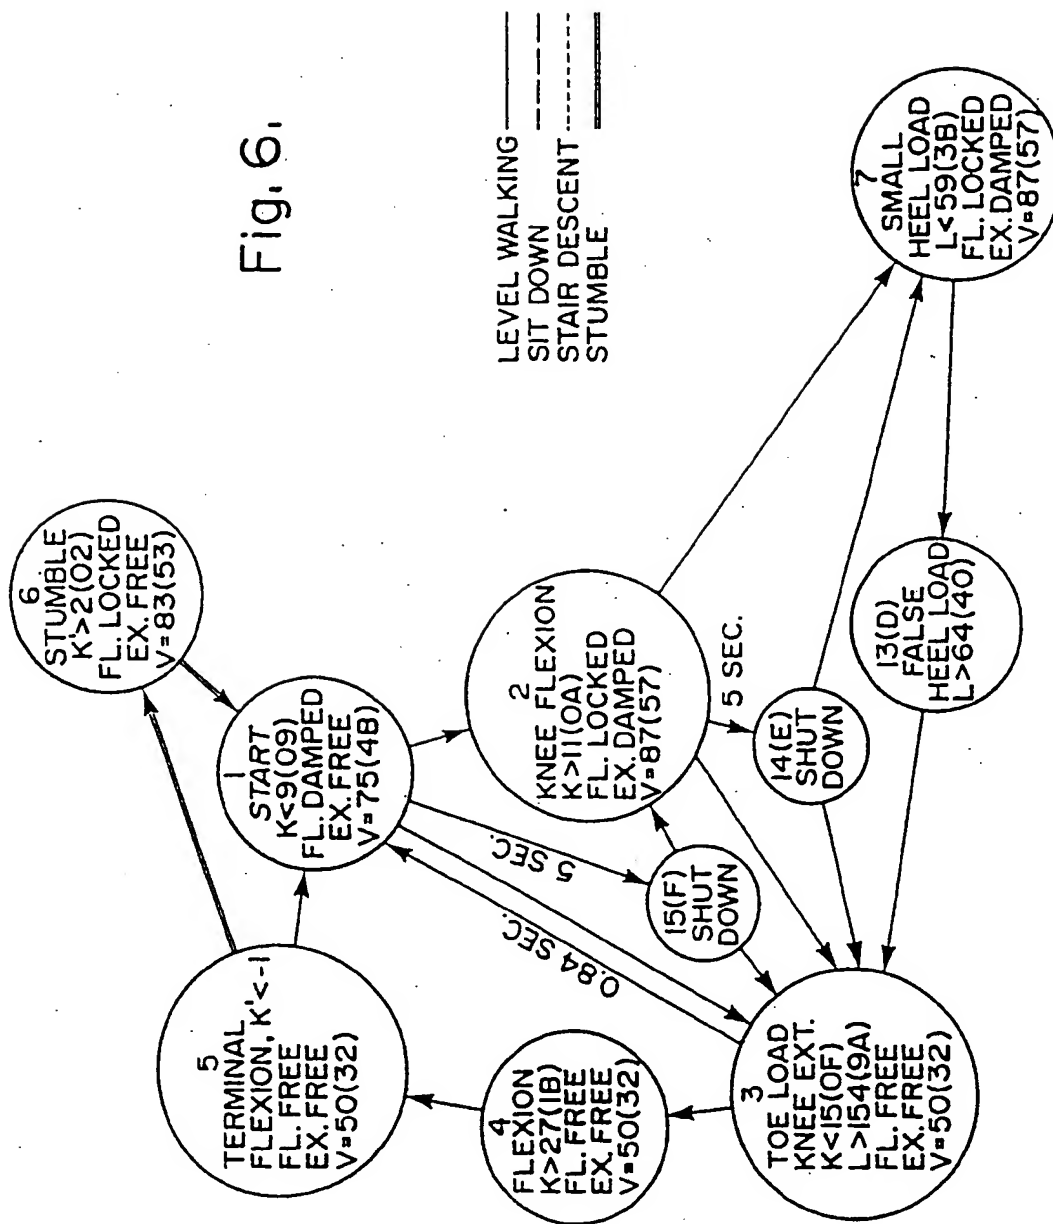 Fig. 6.
LEVEL WALKING
SIT DOWN
STAIR DESCENT
STUMBLE
6
STUMBLE
K'>2(02)
FL. LOCKED
EX. FREE
V=83(53)
5
TERMINAL
FLEXION, K'<-1
FL. FREE
EX. FREE
V=50(32)
1
START
K<9(09)
FL. DAMPED
EX. FREE
V=75(4B)
4
FLEXION
K>27(1B)
FL. FREE
EX. FREE
V=50(32)
2
KNEE FLEXION
K>11(0A)
FL. LOCKED
EX. DAMPED
V=87(57)
5 SEC.
0.84 SEC.
15(F)
SHUT
DOWN
5 SEC.
14(E)
SHUT
DOWN
3
TOE LOAD
KNEE EXT.
K<15(0F)
L>154(9A)
FL. FREE
EX. FREE
V=50(32)
13(D)
FALSE
HEEL LOAD
L>64(40)
7
SMALL
HEEL LOAD
L<59(3B)
FL. LOCKED
EX. DAMPED
V=87(57)